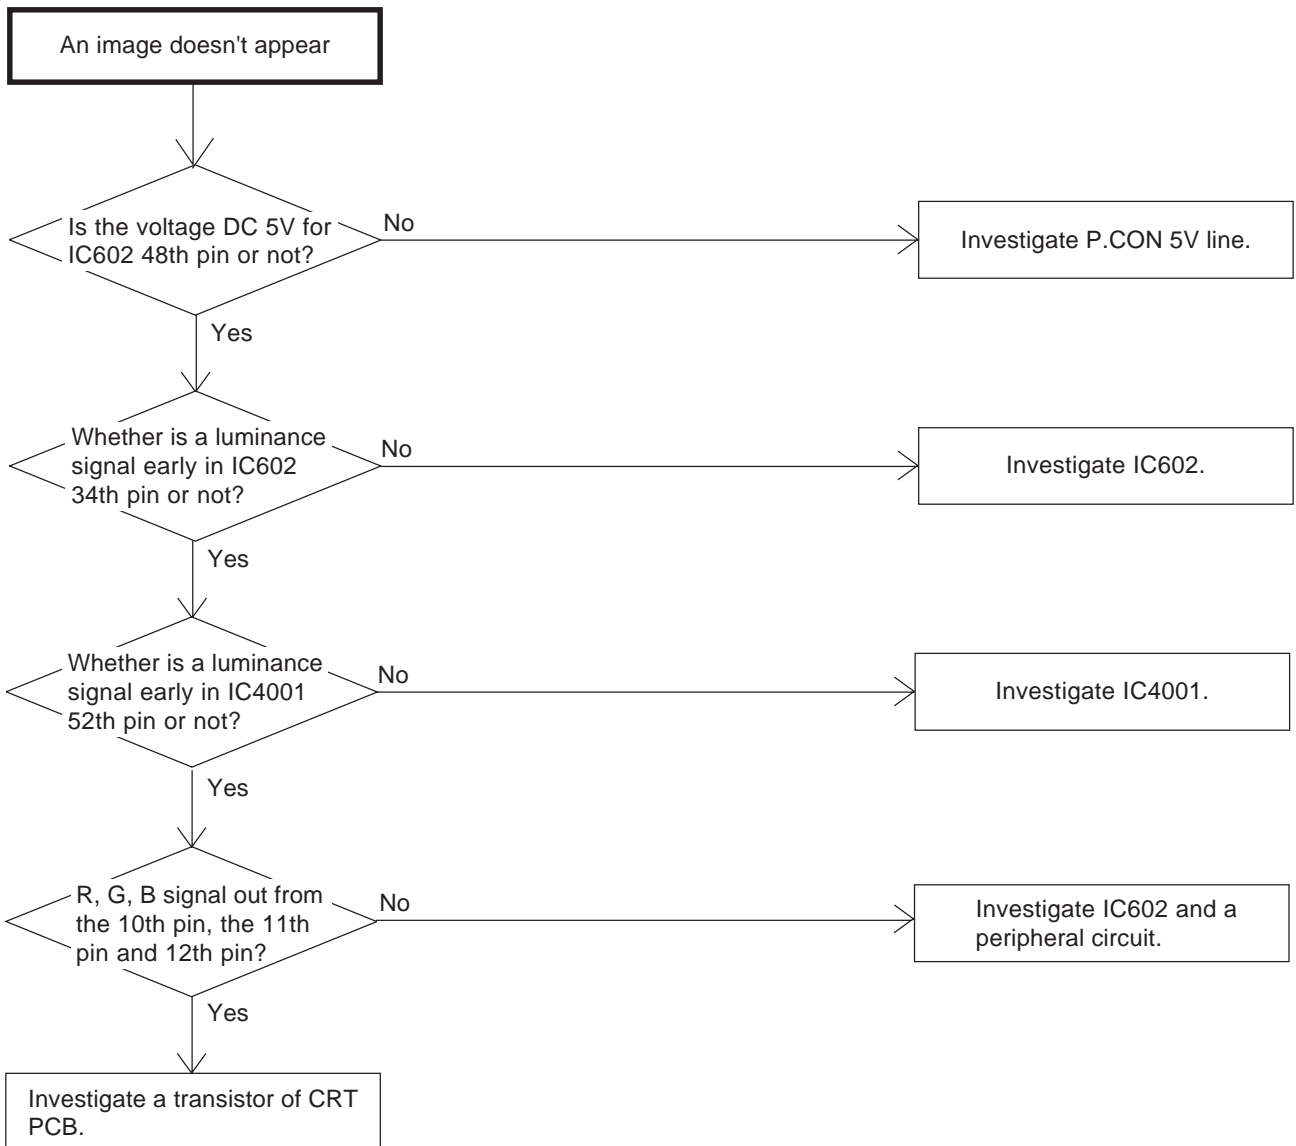 An image doesn't appear
Is the voltage DC 5V for
IC602 48th pin or not?
No
Investigate P.CON 5V line.
Yes
Whether is a luminance
signal early in IC602
34th pin or not?
No
Investigate IC602.
Yes
Whether is a luminance
signal early in IC4001
52th pin or not?
No
Investigate IC4001.
Yes
R, G, B signal out from
the 10th pin, the 11th
pin and 12th pin?
No
Investigate IC602 and a
peripheral circuit.
Yes
Investigate a transistor of CRT
PCB.